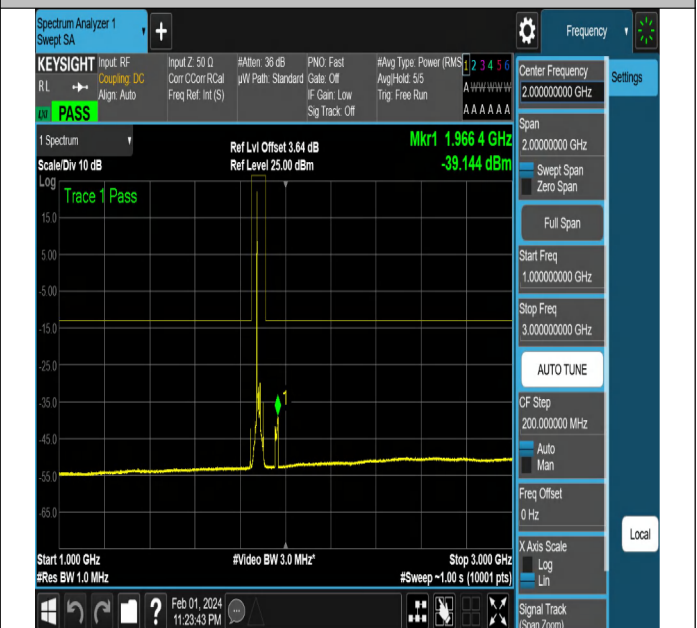 Spectrum Analyzer 1
Swept SA
Frequency
KEYSIGHT
RL
Align: Auto
PASS
Input: RF
Coupling: DC
Input Z: 50 Ω
Corr CCorr RCal
Freq Ref: Int (S)
#Atten: 36 dB
µW Path: Standard
PNO: Fast
Gate: Off
IF Gain: Low
Sig Track: Off
#Avg Type: Power (RMS
Avg|Hold: 5/5
Trig: Free Run
1 2 3 4 5 6
A W W W W W
A A A A A A
1 Spectrum
Scale/Div 10 dB
Ref Lvl Offset 3.64 dB
Ref Level 25.00 dBm
Mkr1 1.966 4 GHz
-39.144 dBm
Log
Trace 1 Pass
15.0
5.00
-5.00
-15.0
-25.0
-35.0
-45.0
-55.0
-65.0
1
Start 1.000 GHz
#Res BW 1.0 MHz
#Video BW 3.0 MHz*
Stop 3.000 GHz
#Sweep ~1.00 s (10001 pts)
Feb 01, 2024
11:23:43 PM
Center Frequency
2.000000000 GHz
Settings
Span
2.00000000 GHz
Swept Span
Zero Span
Full Span
Start Freq
1.000000000 GHz
Stop Freq
3.000000000 GHz
AUTO TUNE
CF Step
200.000000 MHz
Auto
Man
Freq Offset
0 Hz
X Axis Scale
Log
Lin
Local
Signal Track
(Span Zoom)